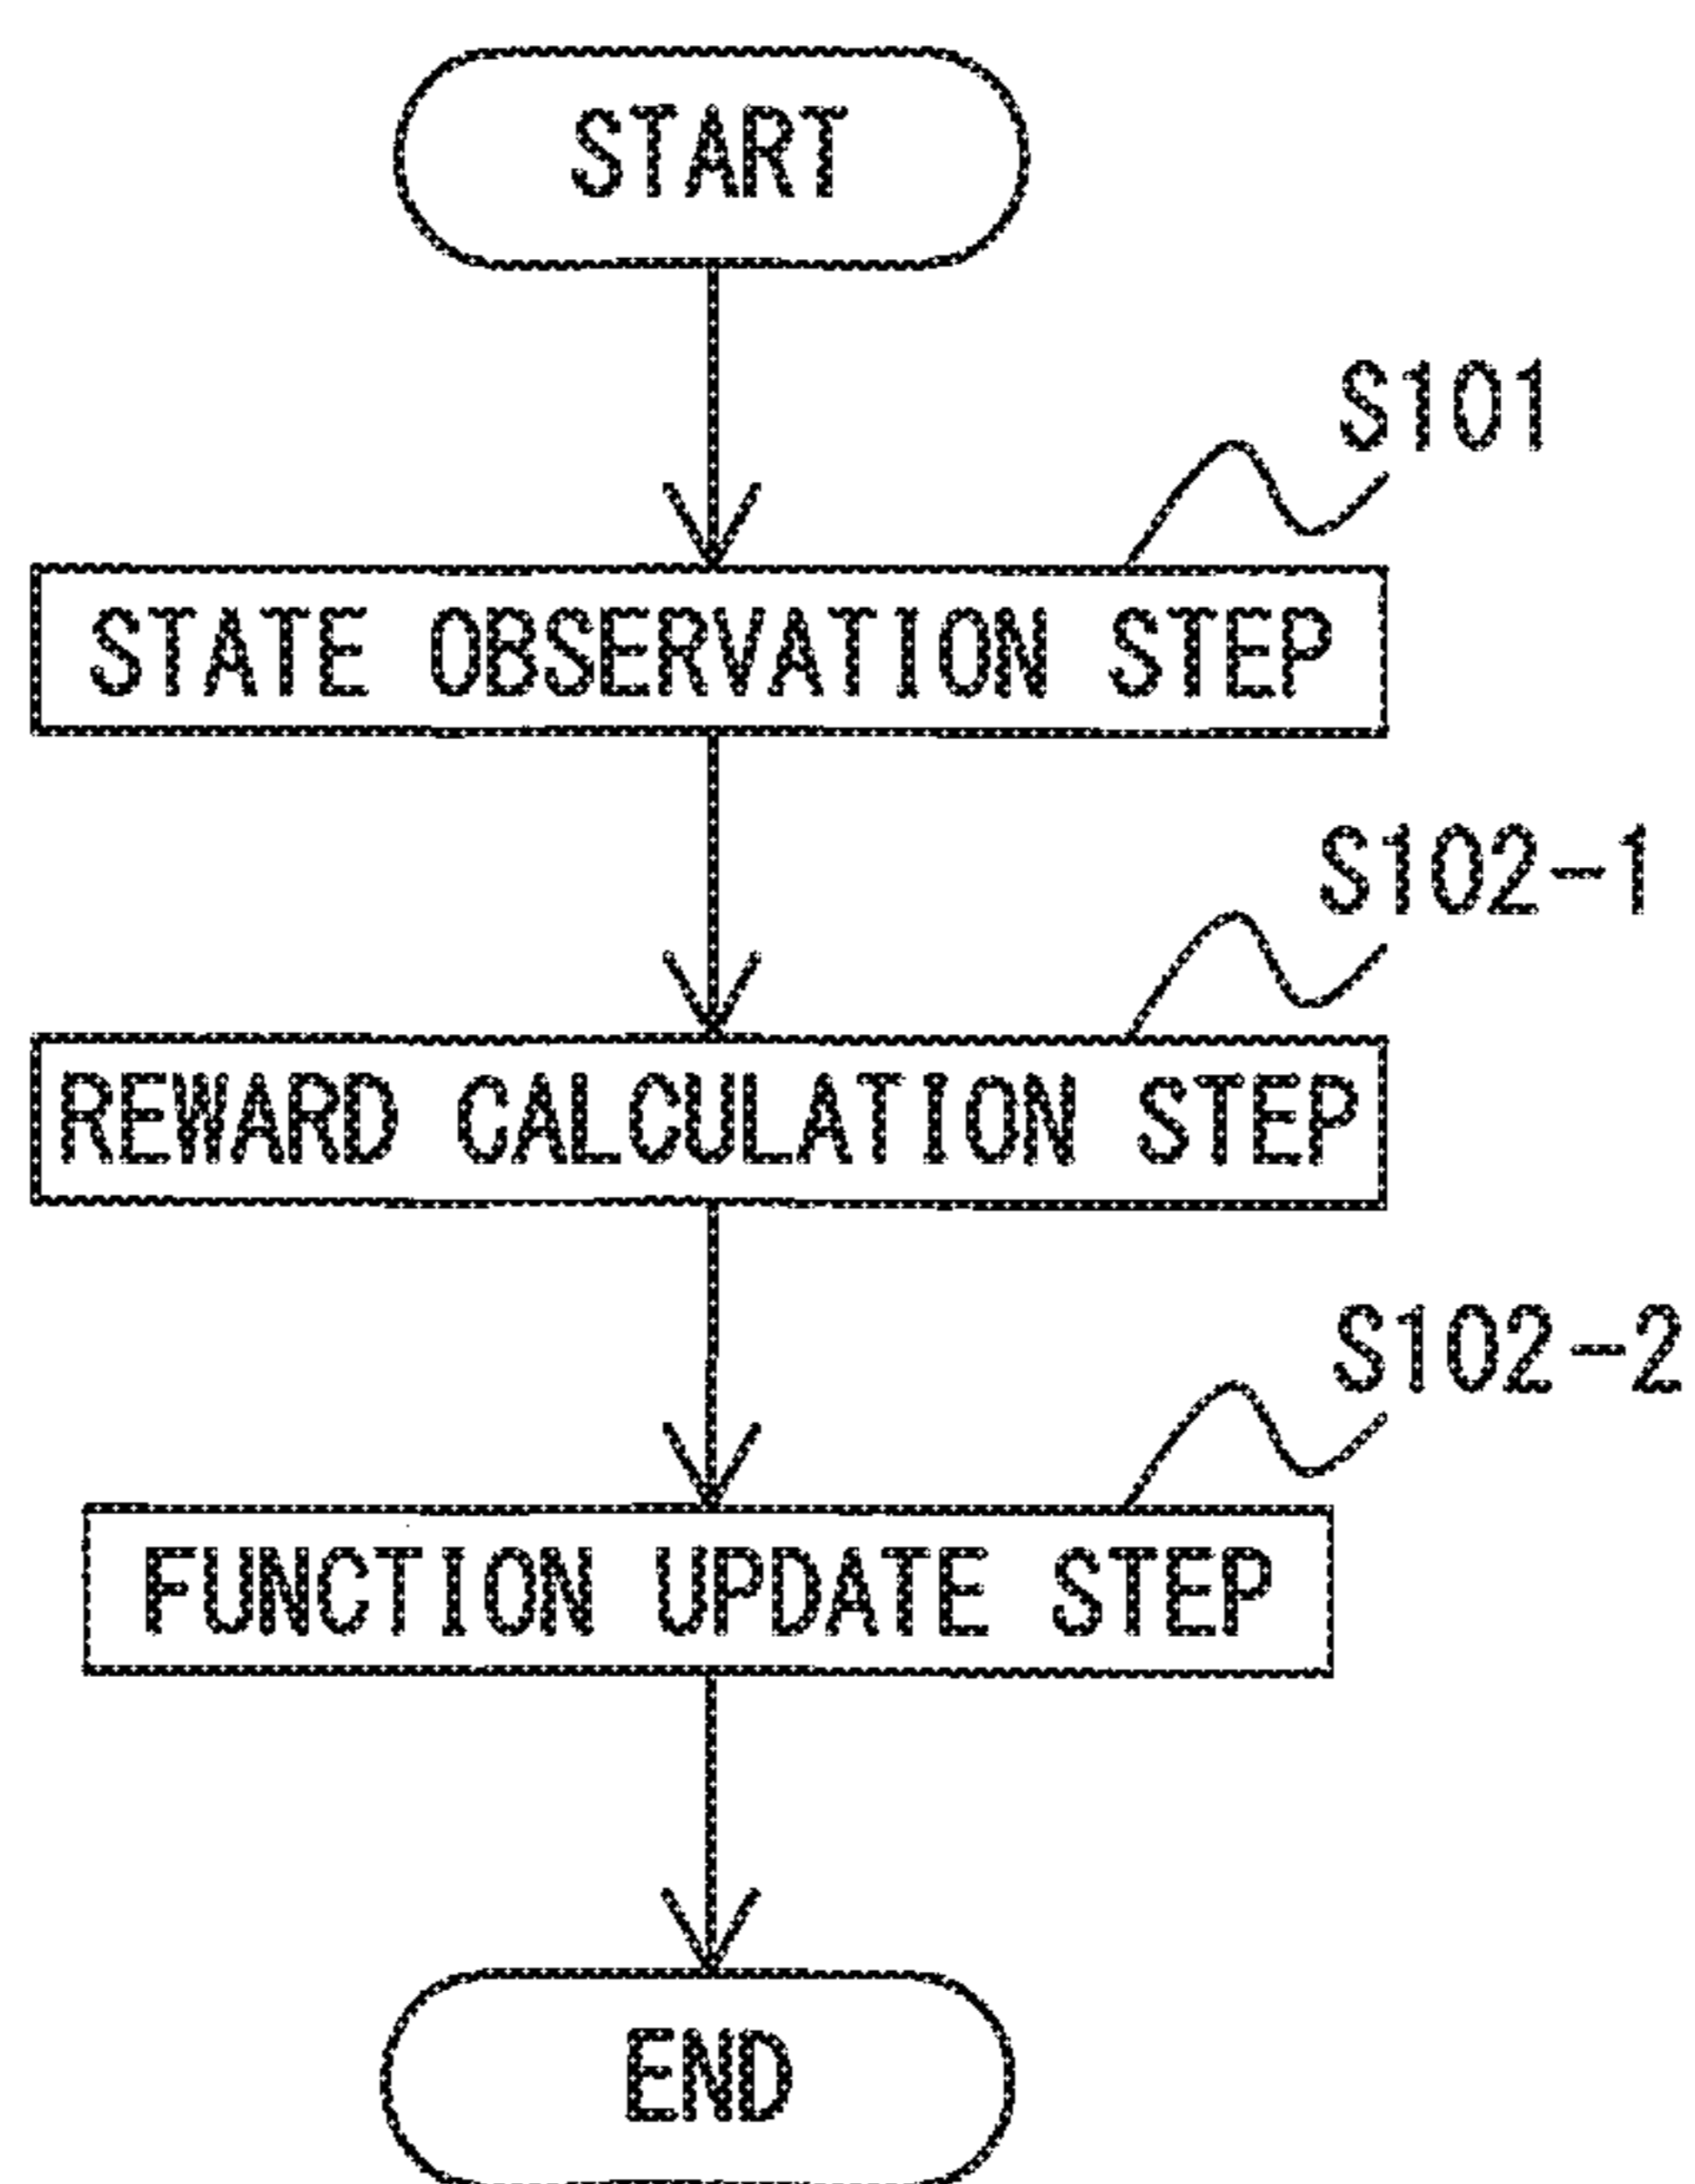 START
S101
STATE OBSERVATION STEP
S102-1
REWARD CALCULATION STEP
S102-2
FUNCTION UPDATE STEP
END